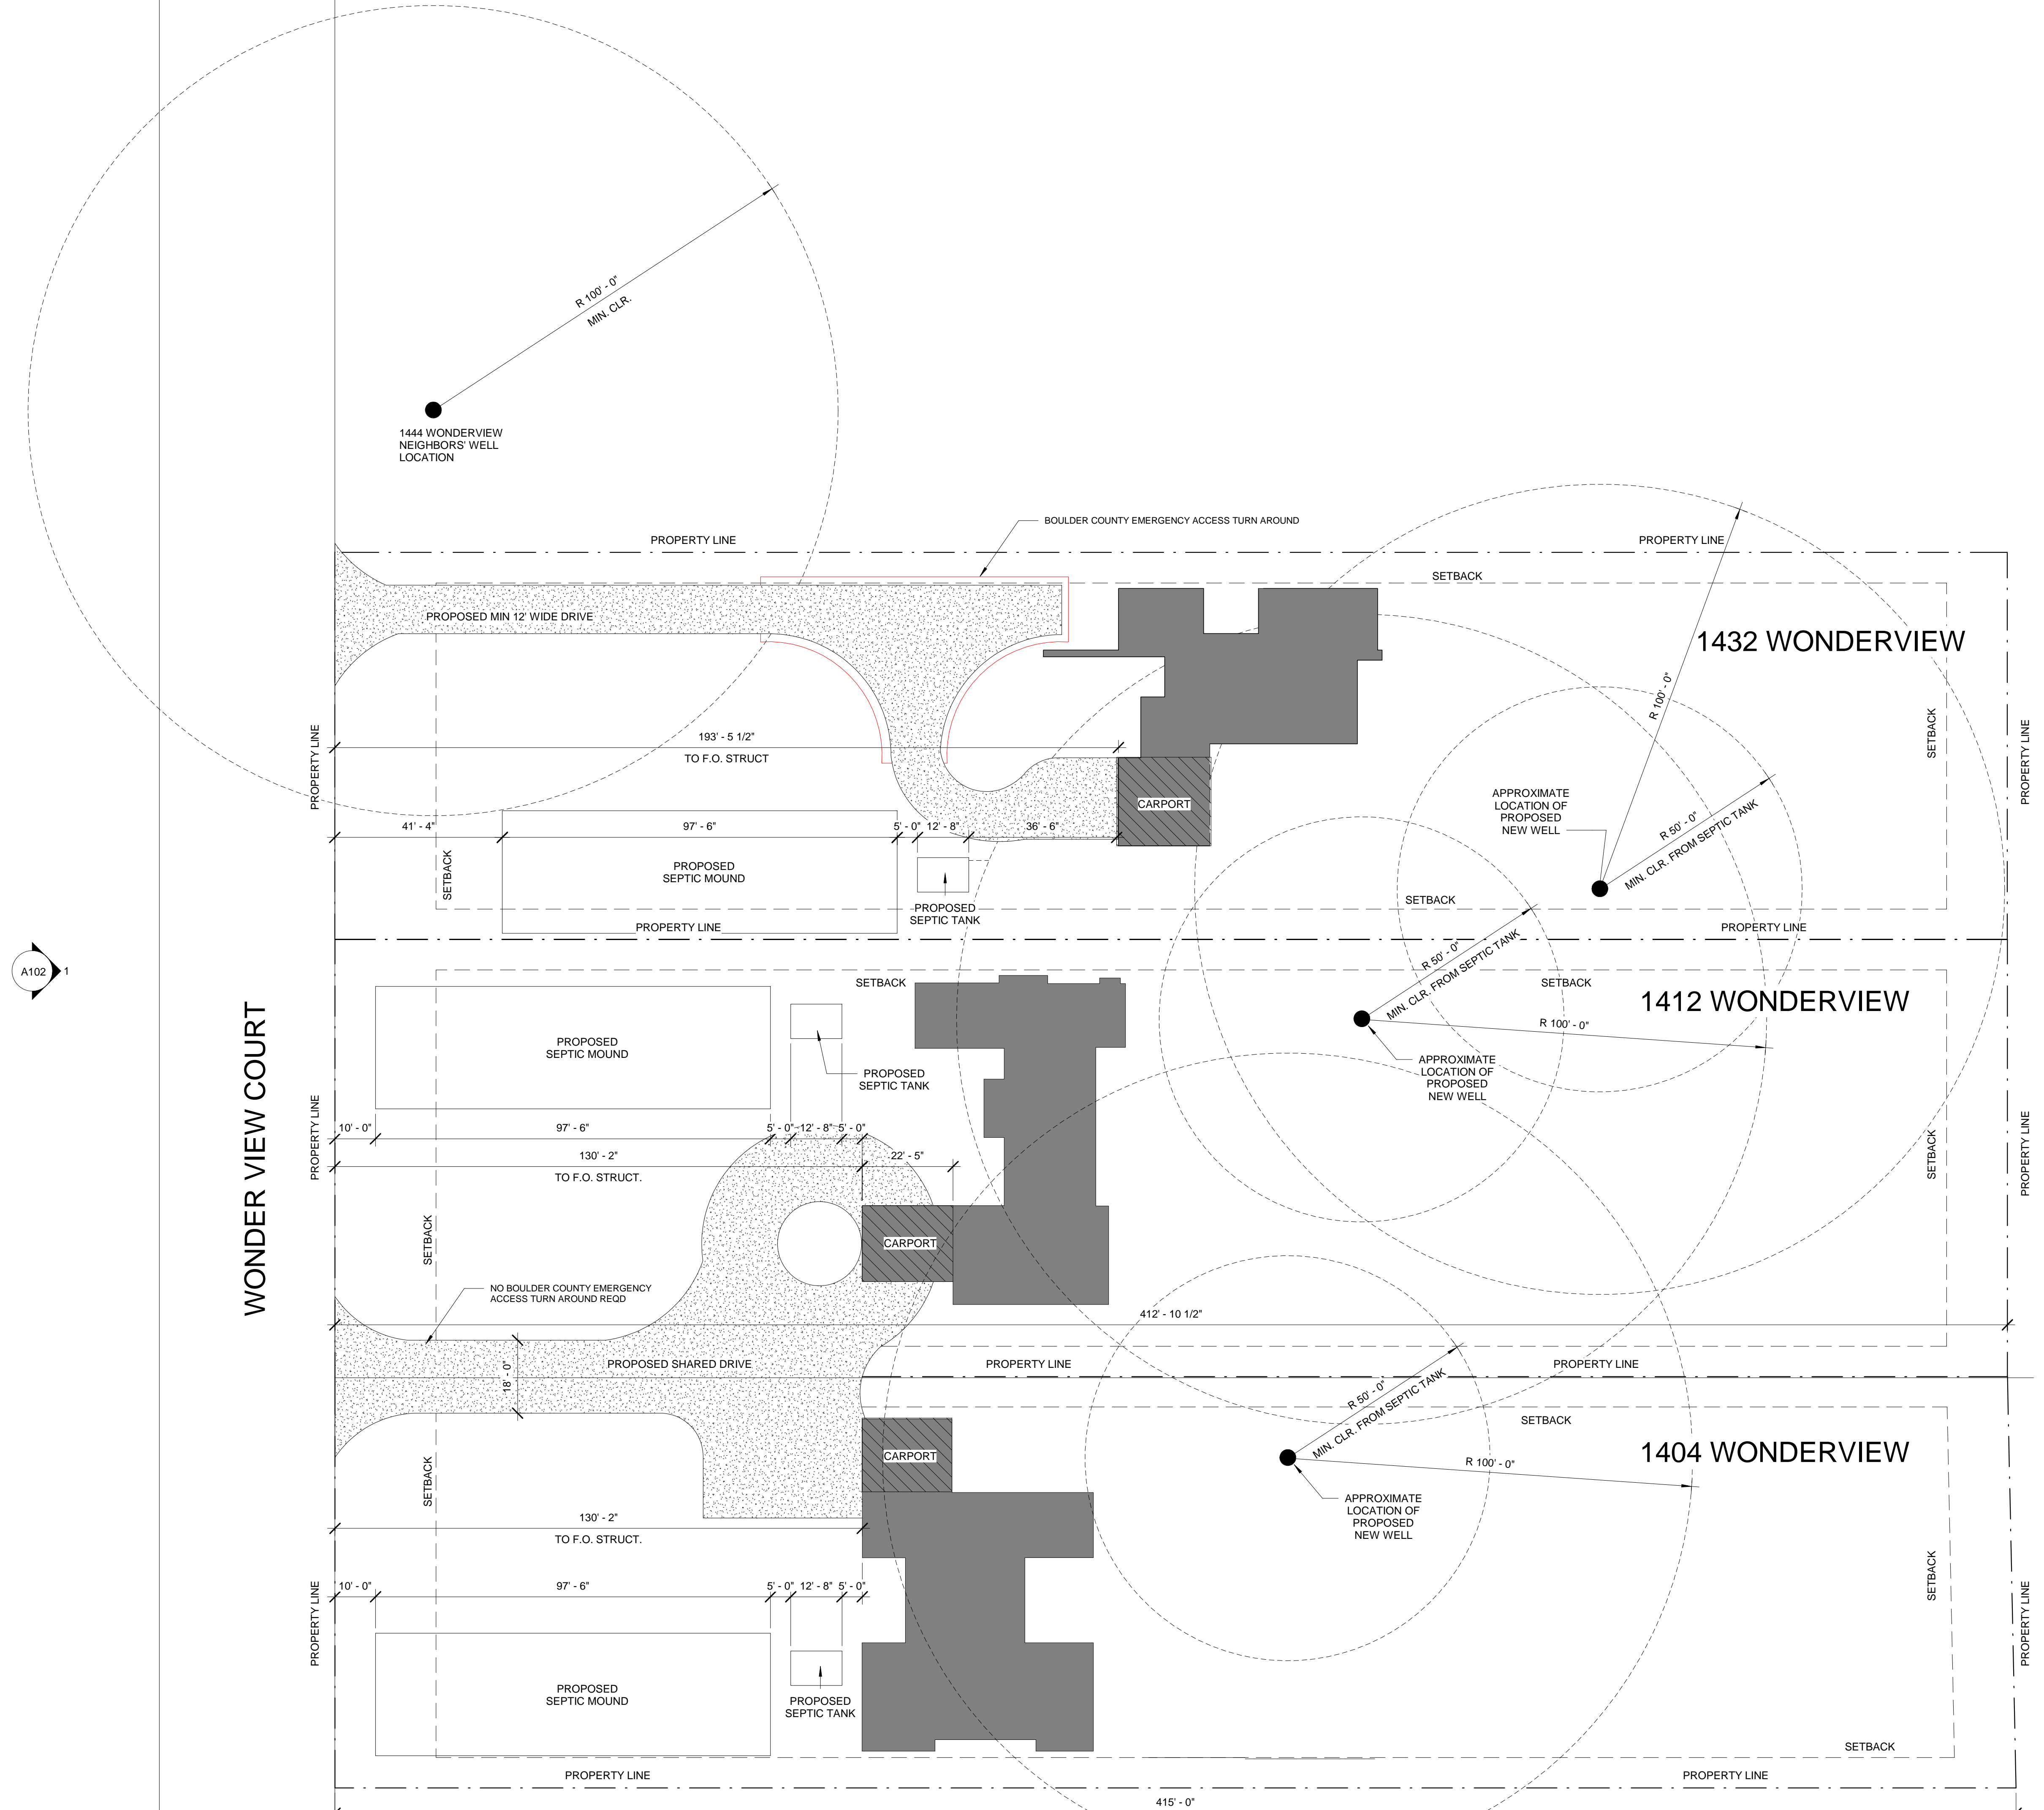 R 100' - 0"
MIN. CLR.
1444 WONDERVIEW
NEIGHBORS' WELL
LOCATION
BOULDER COUNTY EMERGENCY ACCESS TURN AROUND
PROPERTY LINE
PROPERTY LINE
SETBACK
PROPOSED MIN 12' WIDE DRIVE
1432 WONDERVIEW
R 100' - 0"
PROPERTY LINE
193' - 5 1/2"
TO F.O. STRUCT
SETBACK
PROPERTY LINE
CARPORT
APPROXIMATE
LOCATION OF
PROPOSED
NEW WELL
R 50' - 0"
MIN. CLR. FROM SEPTIC TANK
41' - 4"
97' - 6"
5' - 0"
12' - 8"
36' - 6"
SETBACK
PROPOSED
SEPTIC MOUND
PROPOSED
SEPTIC TANK
SETBACK
PROPERTY LINE
PROPERTY LINE
A102
1
WONDER VIEW COURT
SETBACK
R 50' - 0"
MIN. CLR. FROM SEPTIC TANK
SETBACK
1412 WONDERVIEW
R 100' - 0"
PROPOSED
SEPTIC MOUND
PROPOSED
SEPTIC TANK
APPROXIMATE
LOCATION OF
PROPOSED
NEW WELL
PROPERTY LINE
10' - 0"
97' - 6"
5' - 0"
12' - 8"
5' - 0"
SETBACK
PROPERTY LINE
130' - 2"
TO F.O. STRUCT.
22' - 5"
SETBACK
CARPORT
NO BOULDER COUNTY EMERGENCY
ACCESS TURN AROUND REQD
412' - 10 1/2"
18' - 0"
PROPOSED SHARED DRIVE
PROPERTY LINE
PROPERTY LINE
R 50' - 0"
MIN. CLR. FROM SEPTIC TANK
SETBACK
1404 WONDERVIEW
CARPORT
R 100' - 0"
SETBACK
APPROXIMATE
LOCATION OF
PROPOSED
NEW WELL
130' - 2"
TO F.O. STRUCT.
PROPERTY LINE
10' - 0"
97' - 6"
5' - 0"
12' - 8"
5' - 0"
SETBACK
PROPERTY LINE
PROPOSED
SEPTIC MOUND
PROPOSED
SEPTIC TANK
SETBACK
PROPERTY LINE
PROPERTY LINE
415' - 0"